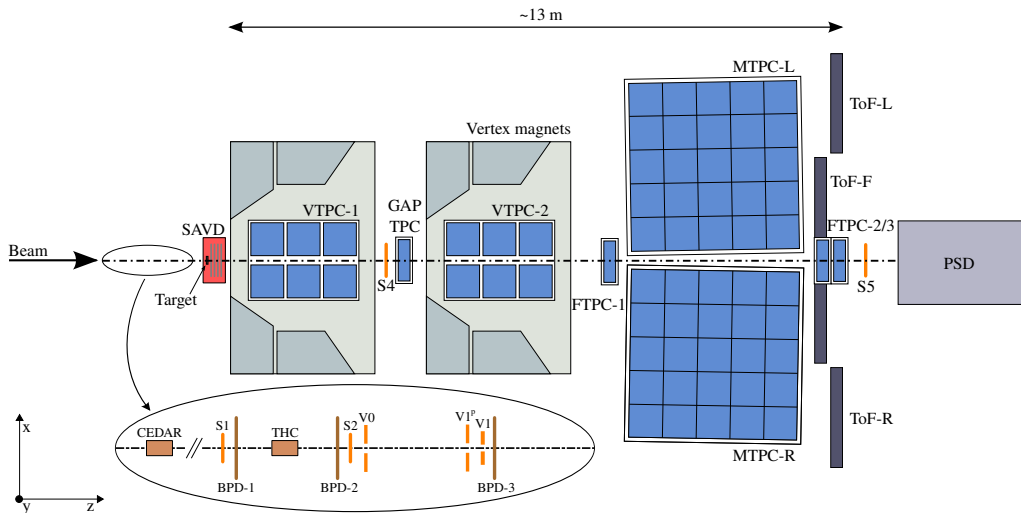 ~13 m
MTPC-L
ToF-L
Vertex magnets
ToF-F
VTPC-1
GAP
TPC
VTPC-2
FTPC-2/3
SAVD
Beam
PSD
Target
S4
FTPC-1
S5
x
CEDAR
S1
THC
S2
V0
V1ᵖ
V1
ToF-R
MTPC-R
BPD-1
BPD-2
BPD-3
y
z